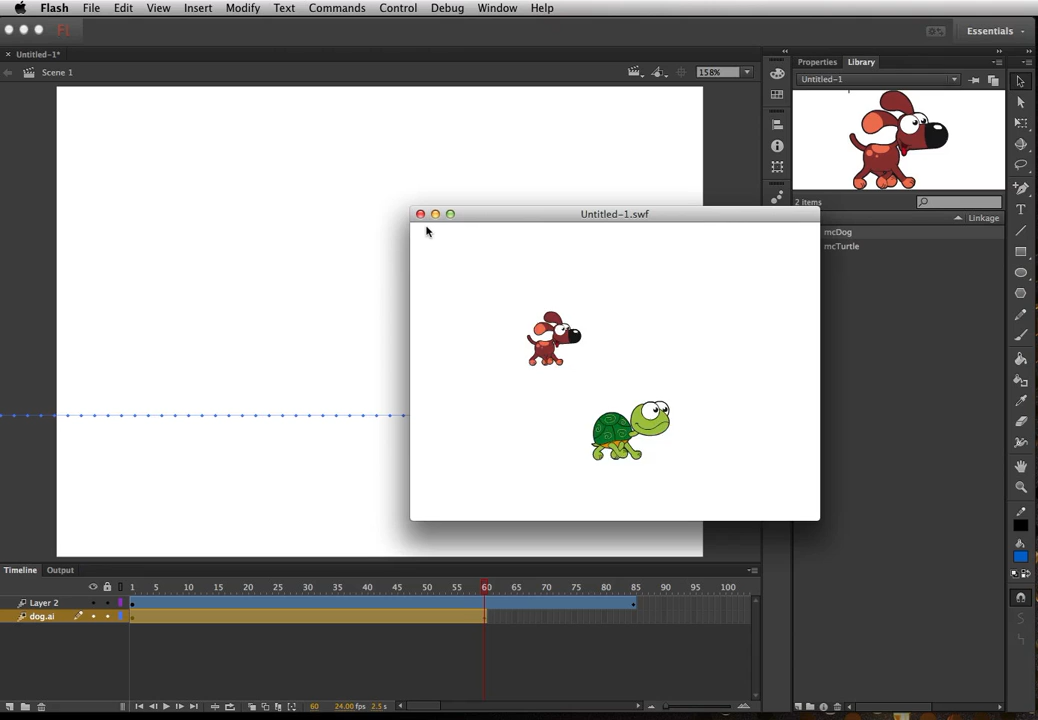 Flash File Edit View Insert Modify Text Commands Control Debug Window Help
Ft Essentials
Untitled-1*
Properties Library
Scene 1
158%
Untitled-1
2 items
Untitled-1.swf
Linkage
mcDog
mcTurtle
T
Timeline Output
1 5 10 15 20 25 30 35 40 45 50 55 60 65 70 75 80 85 90 95 100
Layer 2
dog.ai
60 24.00 fps 2.5 s